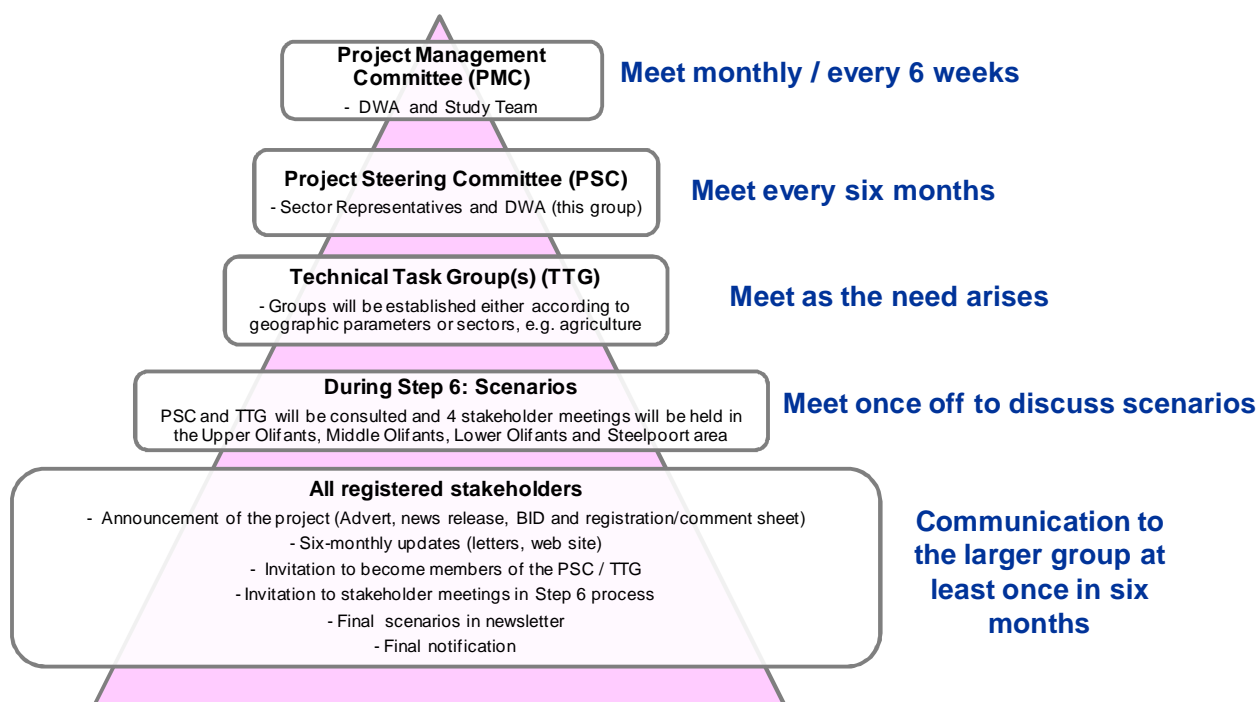 Project Management
Committee (PMC)
- DWA and Study Team
Meet monthly / every 6 weeks
Project Steering Committee (PSC)
- Sector Representatives and DWA (this group)
Meet every six months
Technical Task Group(s) (TTG)
- Groups will be established either according to
geographic parameters or sectors, e.g. agriculture
Meet as the need arises
During Step 6: Scenarios
PSC and TTG will be consulted and 4 stakeholder meetings will be held in
the Upper Olifants, Middle Olifants, Lower Olifants and Steelpoort area
Meet once off to discuss scenarios
All registered stakeholders
- Announcement of the project (Advert, news release, BID and registration/comment sheet)
- Six-monthly updates (letters, web site)
- Invitation to become members of the PSC / TTG
- Invitation to stakeholder meetings in Step 6 process
- Final scenarios in newsletter
- Final notification
Communication to
the larger group at
least once in six
months